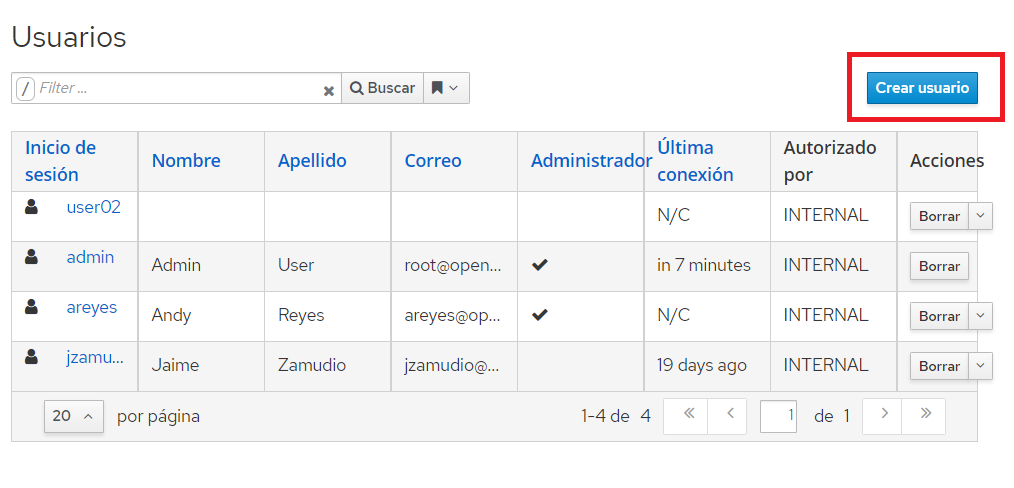 Usuarios
/ Filter ... Buscar
Crear usuario
Inicio de sesión Nombre Apellido Correo Administrador Última conexión Autorizado por Acciones
user02 N/C INTERNAL Borrar
admin Admin User root@open... in 7 minutes INTERNAL Borrar
areyes Andy Reyes areyes@op... N/C INTERNAL Borrar
jzamu... Jaime Zamudio jzamudio@... 19 days ago INTERNAL Borrar
20 por página 1-4 de 4 « ‹ 1 de 1 › »